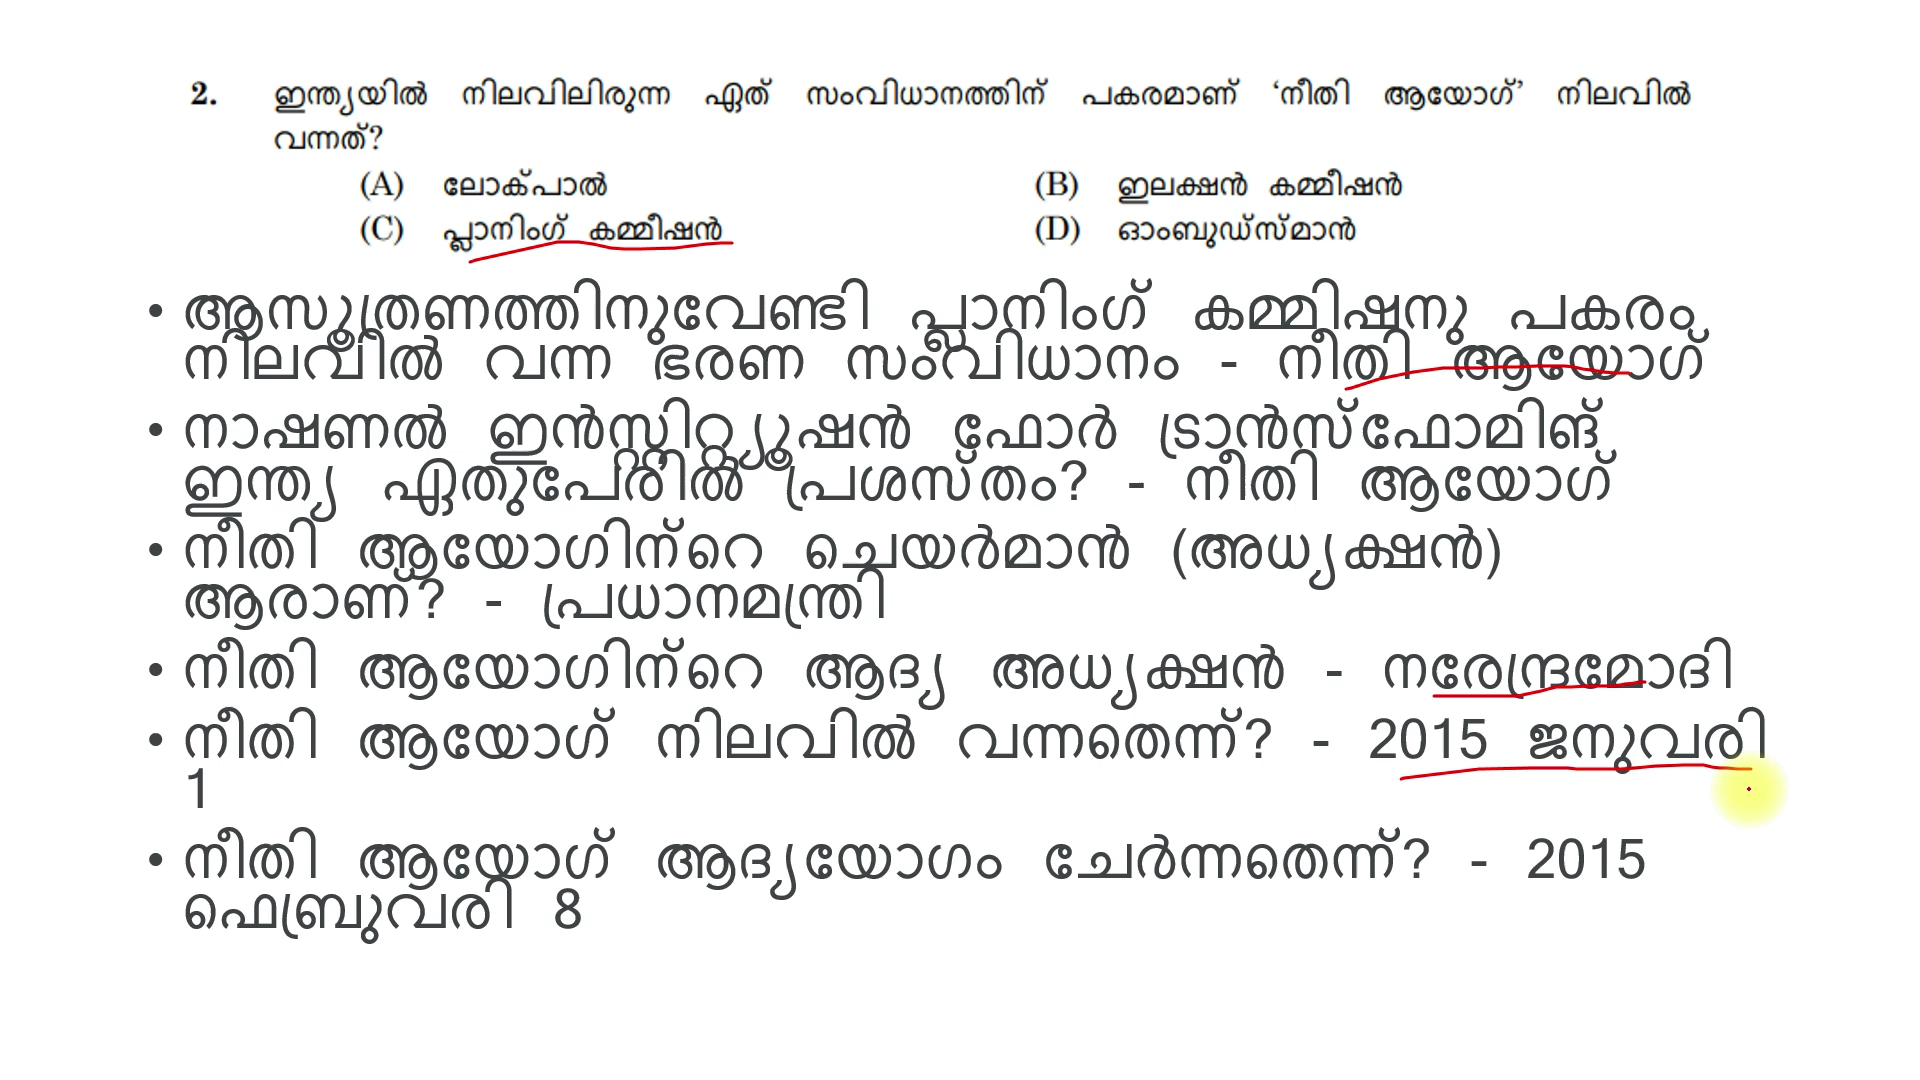 2. ഇന്ത്യയിൽ നിലവിലിരുന്ന ഏത് സംവിധാനത്തിന് പകരമാണ് ‘നീതി ആയോഗ്’ നിലവിൽ
വന്നത്?
(A) ലോക്പാൽ (B) ഇലക്ഷൻ കമ്മീഷൻ
(C) പ്ലാനിംഗ് കമ്മീഷൻ (D) ഓംബുഡ്സ്മാൻ
• ആസൂത്രണത്തിനുവേണ്ടി പ്ലാനിംഗ് കമ്മിഷനു പകരം
നിലവിൽ വന്ന ഭരണ സംവിധാനം - നീതി ആയോഗ്
• നാഷണൽ ഇൻസ്റ്റിറ്റ്യൂഷൻ ഫോർ ട്രാൻസ്ഫോമിങ്
ഇന്ത്യ ഏതുപേരിൽ പ്രശസ്തം? - നീതി ആയോഗ്
• നീതി ആയോഗിന്റെ ചെയർമാൻ (അധ്യക്ഷൻ)
ആരാണ്? - പ്രധാനമന്ത്രി
• നീതി ആയോഗിന്റെ ആദ്യ അധ്യക്ഷൻ - നരേന്ദ്രമോദി
• നീതി ആയോഗ് നിലവിൽ വന്നതെന്ന്? - 2015 ജനുവരി
1
• നീതി ആയോഗ് ആദ്യയോഗം ചേർന്നതെന്ന്? - 2015
ഫെബ്രുവരി 8